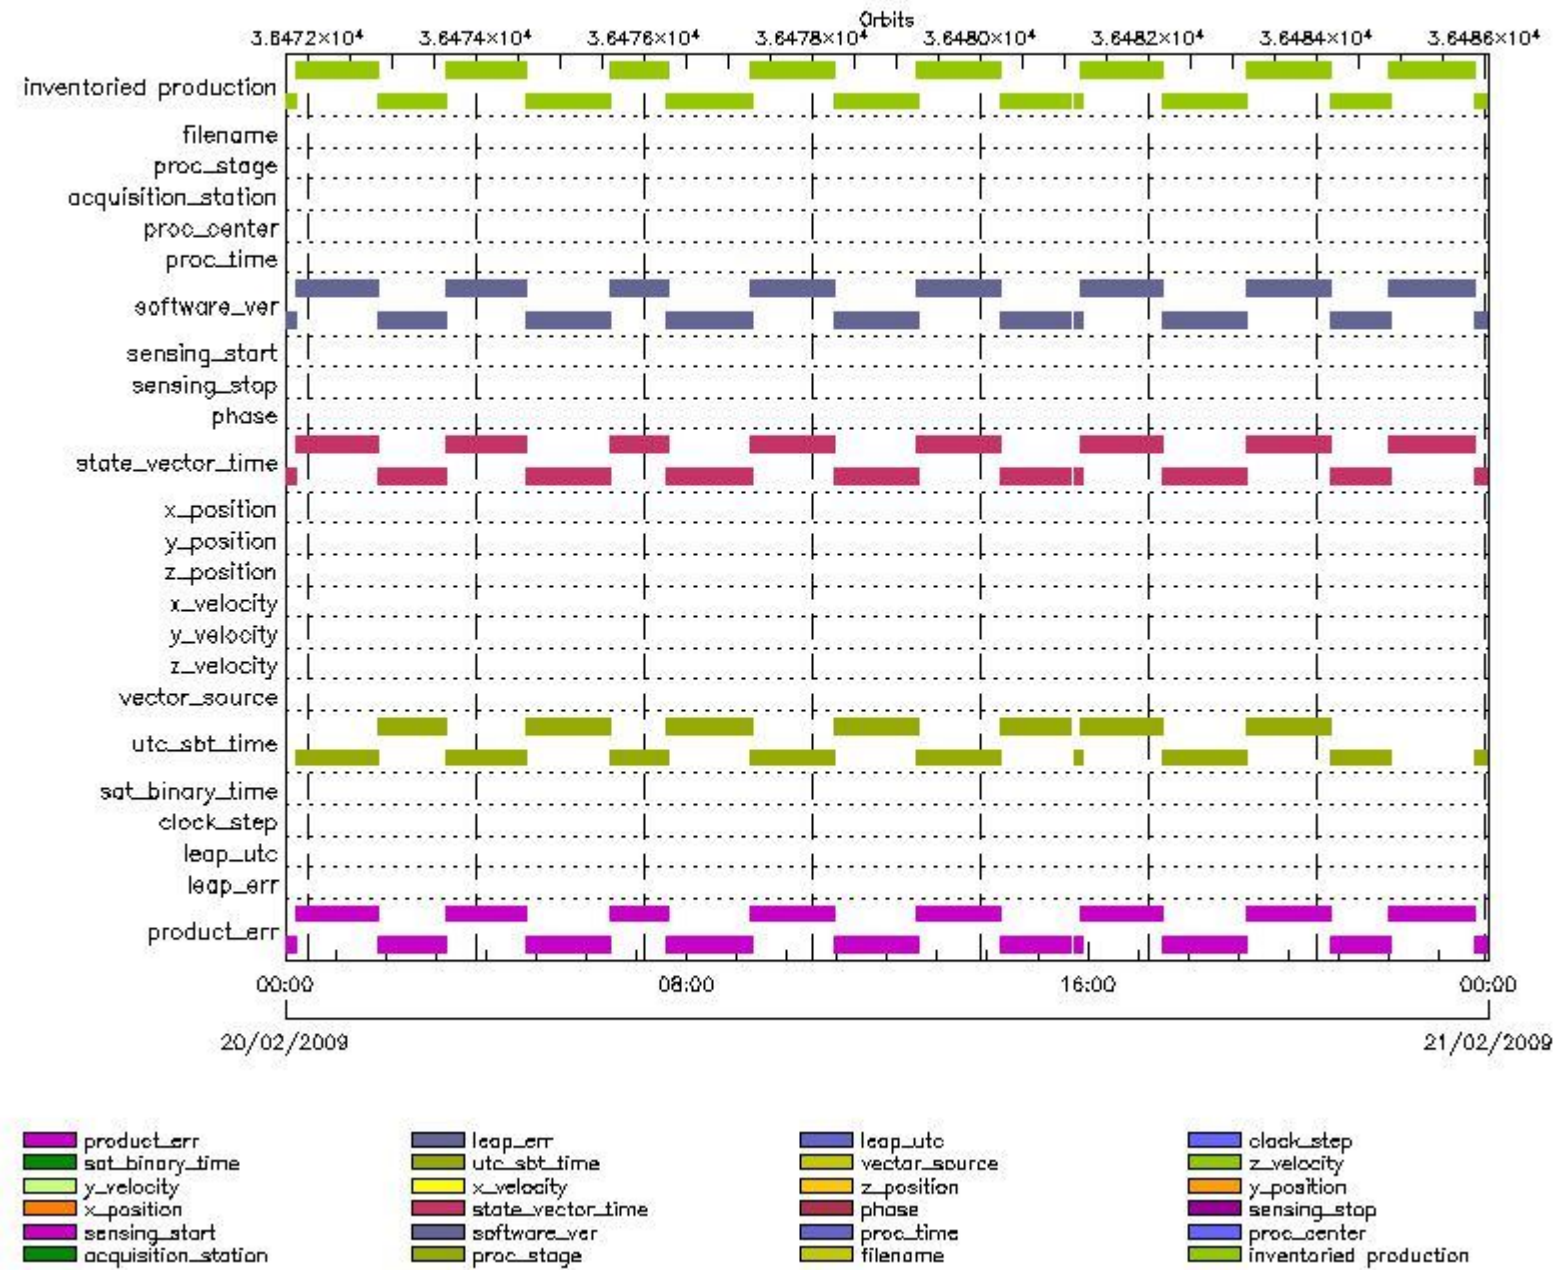 Orbits
3.6472×10⁴ 3.6474×10⁴ 3.6476×10⁴ 3.6478×10⁴ 3.6480×10⁴ 3.6482×10⁴ 3.6484×10⁴ 3.6486×10⁴
inventoried production
filename
proc_stage
acquisition_station
proc_center
proc_time
software_ver
sensing_start
sensing_stop
phase
state_vector_time
x_position
y_position
z_position
x_velocity
y_velocity
z_velocity
vector_source
utc_sbt_time
sat_binary_time
clock_step
leap_utc
leap_err
product_err
00:00 08:00 16:00 00:00
20/02/2009 21/02/2009
product_err leap_err leap_utc clock_step
sat_binary_time utc_sbt_time vector_source z_velocity
y_velocity x_velocity z_position y_position
x_position state_vector_time phase sensing_stop
sensing_start software_ver proc_time proc_center
acquisition_station proc_stage filename inventoried production